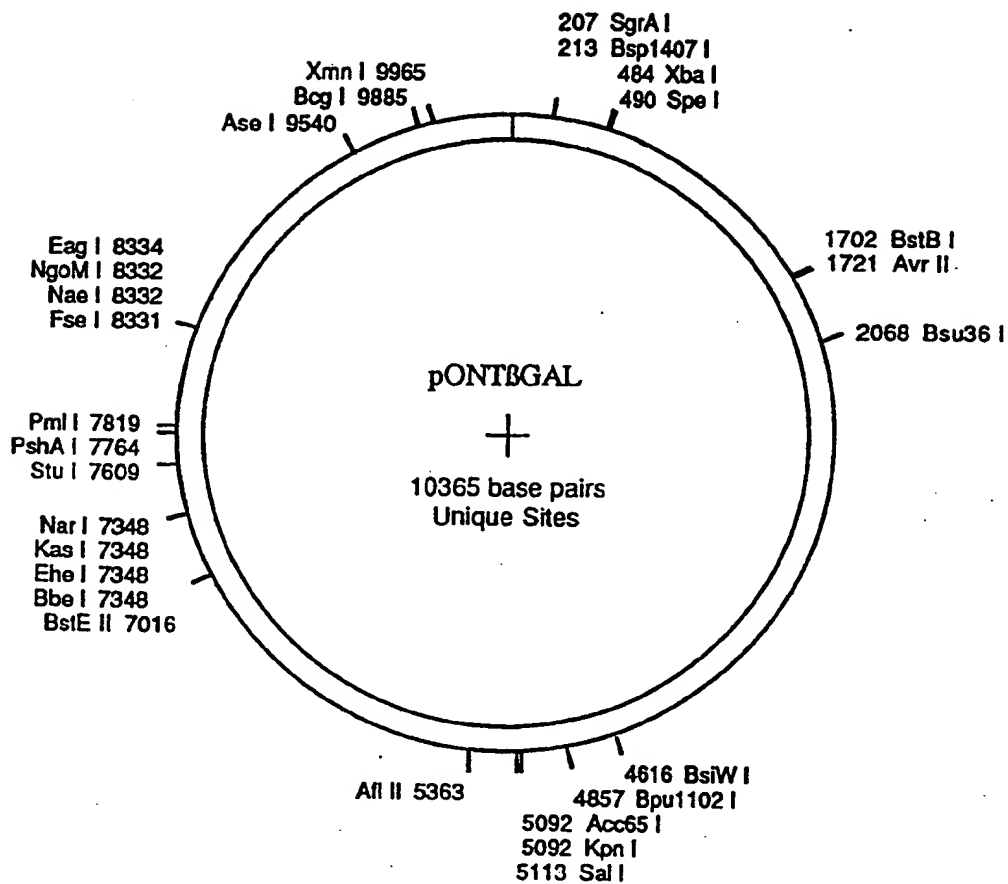 207 SgrA I
213 Bsp1407 I
484 Xba I
490 Spe I
Xmn I 9965
Bcg I 9885
Ase I 9540
1702 BstB I
1721 Avr II
2068 Bsu36 I
Eag I 8334
NgoM I 8332
Nae I 8332
Fse I 8331
pONTßGAL
10365 base pairs
Unique Sites
Pml I 7819
PshA I 7764
Stu I 7609
Nar I 7348
Kas I 7348
Ehe I 7348
Bbe I 7348
BstE II 7016
Afl II 5363
4616 BsiW I
4857 Bpu1102 I
5092 Acc65 I
5092 Kpn I
5113 Sal I